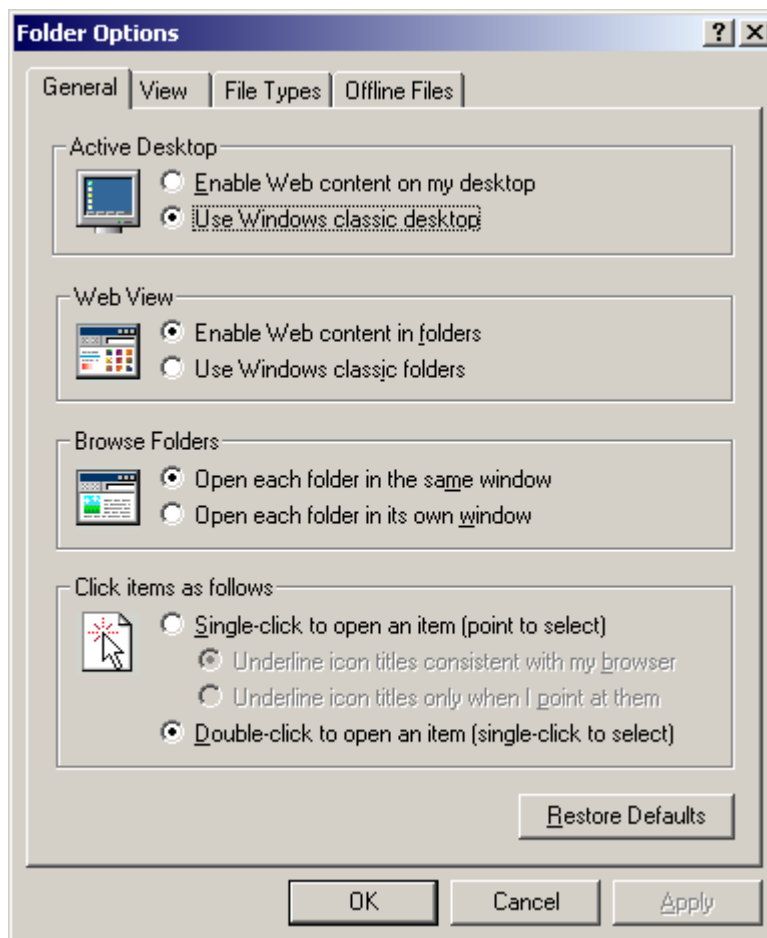 Folder Options
General
View
File Types
Offline Files
Active Desktop
Enable Web content on my desktop
Use Windows classic desktop
Web View
Enable Web content in folders
Use Windows classic folders
Browse Folders
Open each folder in the same window
Open each folder in its own window
Click items as follows
Single-click to open an item (point to select)
Underline icon titles consistent with my browser
Underline icon titles only when I point at them
Double-click to open an item (single-click to select)
Restore Defaults
OK
Cancel
Apply